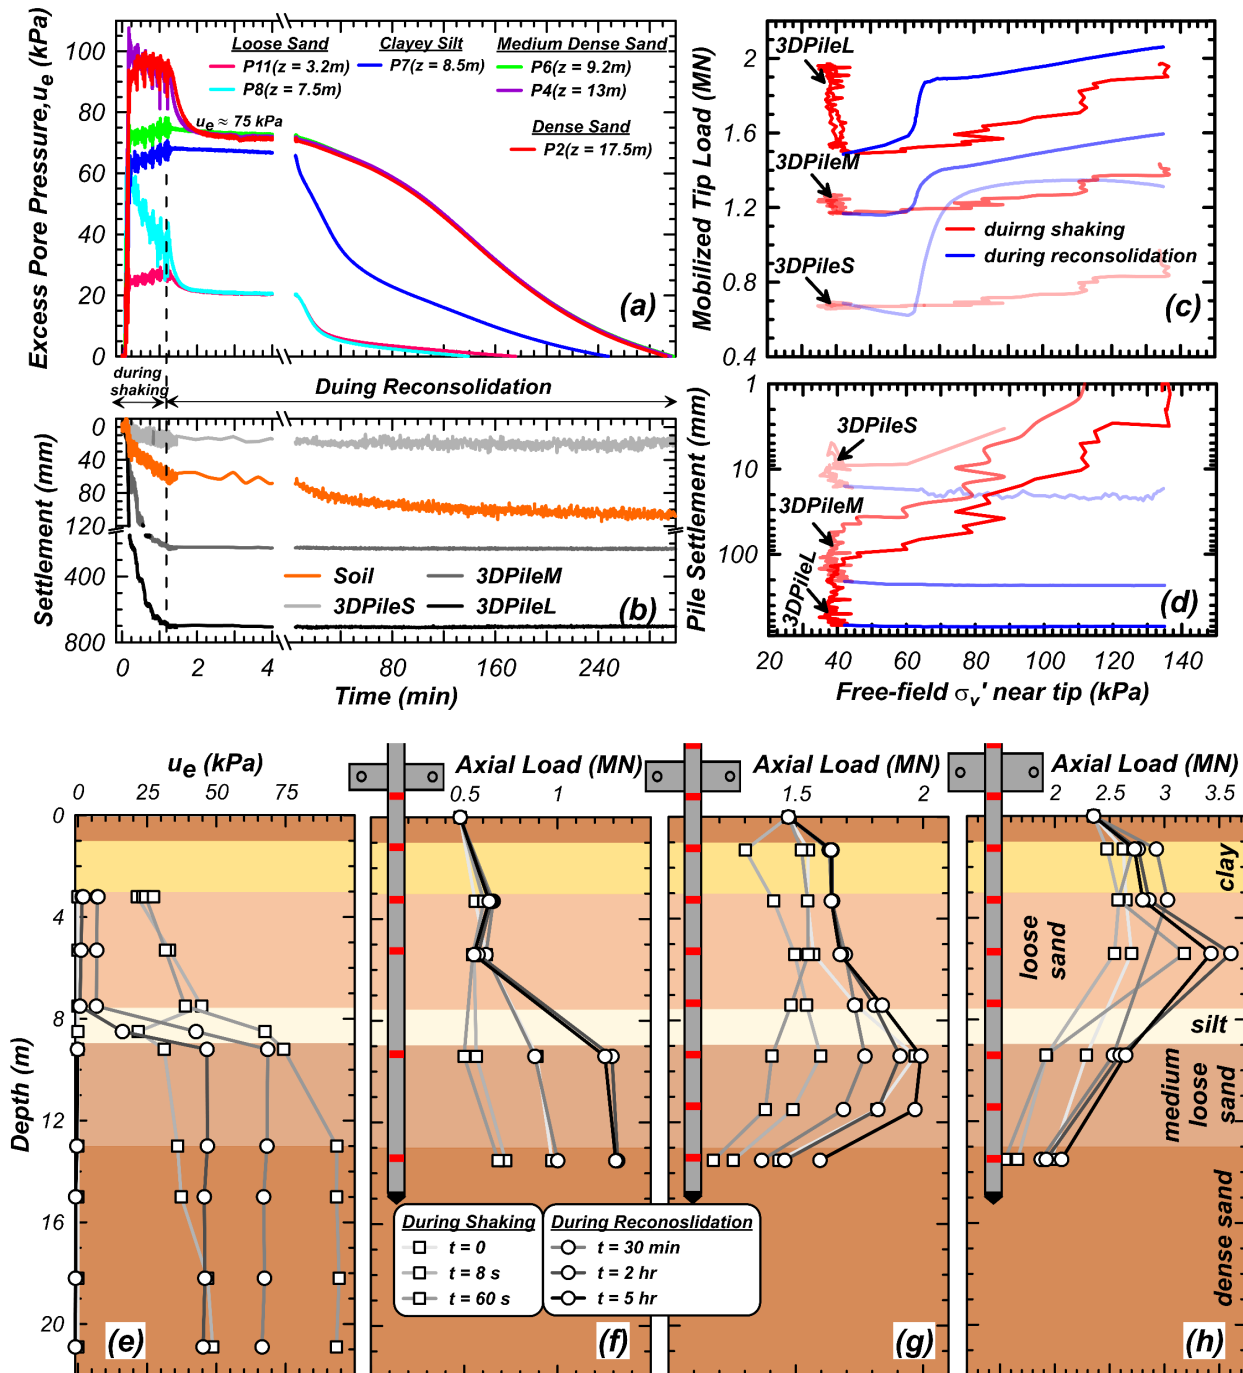 Excess Pore Pressure, u_e (kPa)
100
80
60
40
20
0
Loose Sand
P11(z = 3.2m)
P8(z = 7.5m)
Clayey Silt
P7(z = 8.5m)
Medium Dense Sand
P6(z = 9.2m)
P4(z = 13m)
Dense Sand
P2(z = 17.5m)
u_e ≈ 75 kPa
(a)
during shaking
Duing Reconsolidation
Settlement (mm)
0
40
80
120
400
800
Soil
3DPileS
3DPileM
3DPileL
(b)
0
2
4
80
160
240
Time (min)
Mobilized Tip Load (MN)
2
1.6
1.2
0.8
0.4
3DPileL
3DPileM
3DPileS
duirng shaking
during reconsolidation
(c)
Pile Settlement (mm)
1
10
100
3DPileS
3DPileM
3DPileL
(d)
20
40
60
80
100
120
140
Free-field σ_v' near tip (kPa)
u_e (kPa)
0
25
50
75
Depth (m)
0
4
8
12
16
20
(e)
Axial Load (MN)
0.5
1
(f)
Axial Load (MN)
1.5
2
(g)
Axial Load (MN)
2
2.5
3
3.5
(h)
clay
loose sand
silt
medium loose sand
dense sand
During Shaking
t = 0
t = 8 s
t = 60 s
During Reconoslidation
t = 30 min
t = 2 hr
t = 5 hr